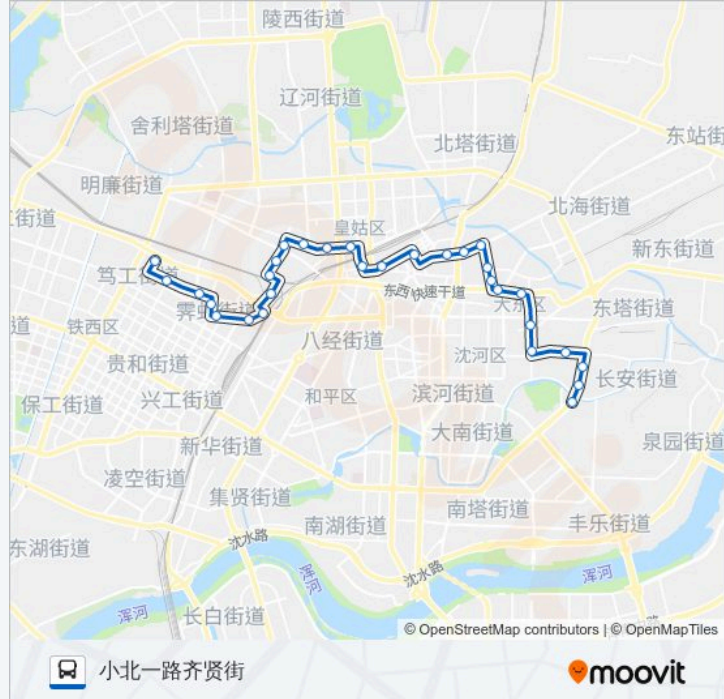 陵西街道
辽河街道
舍利塔街道
北塔街道
东站街
明廉街道
北海街道
工街道
皇姑区
新东街道
笃工街道
东西快速干道
大东区
东塔街道
霁虹街道
铁西区
八经街道
沈河区
道
贵和街道
长安街道
和平区
滨河街道
保工街道
兴工街道
大南街道
新华街道
泉园街道
凌空街道
集贤街道
南塔街道
南湖街道
丰乐街道
东湖街道
沈水路
沈水路
浑河
浑河
浑河
长白街道
© OpenStreetMap contributors | © OpenMapTiles
小北一路齐贤街
moovit